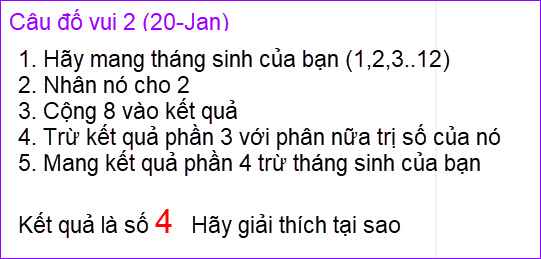 Câu đố vui 2 (20-Jan)
1. Hãy mang tháng sinh của bạn (1,2,3..12)
2. Nhân nó cho 2
3. Cộng 8 vào kết quả
4. Trừ kết quả phần 3 với phân nữa trị số của nó
5. Mang kết quả phần 4 trừ tháng sinh của bạn
Kết quả là số 4 Hãy giải thích tại sao